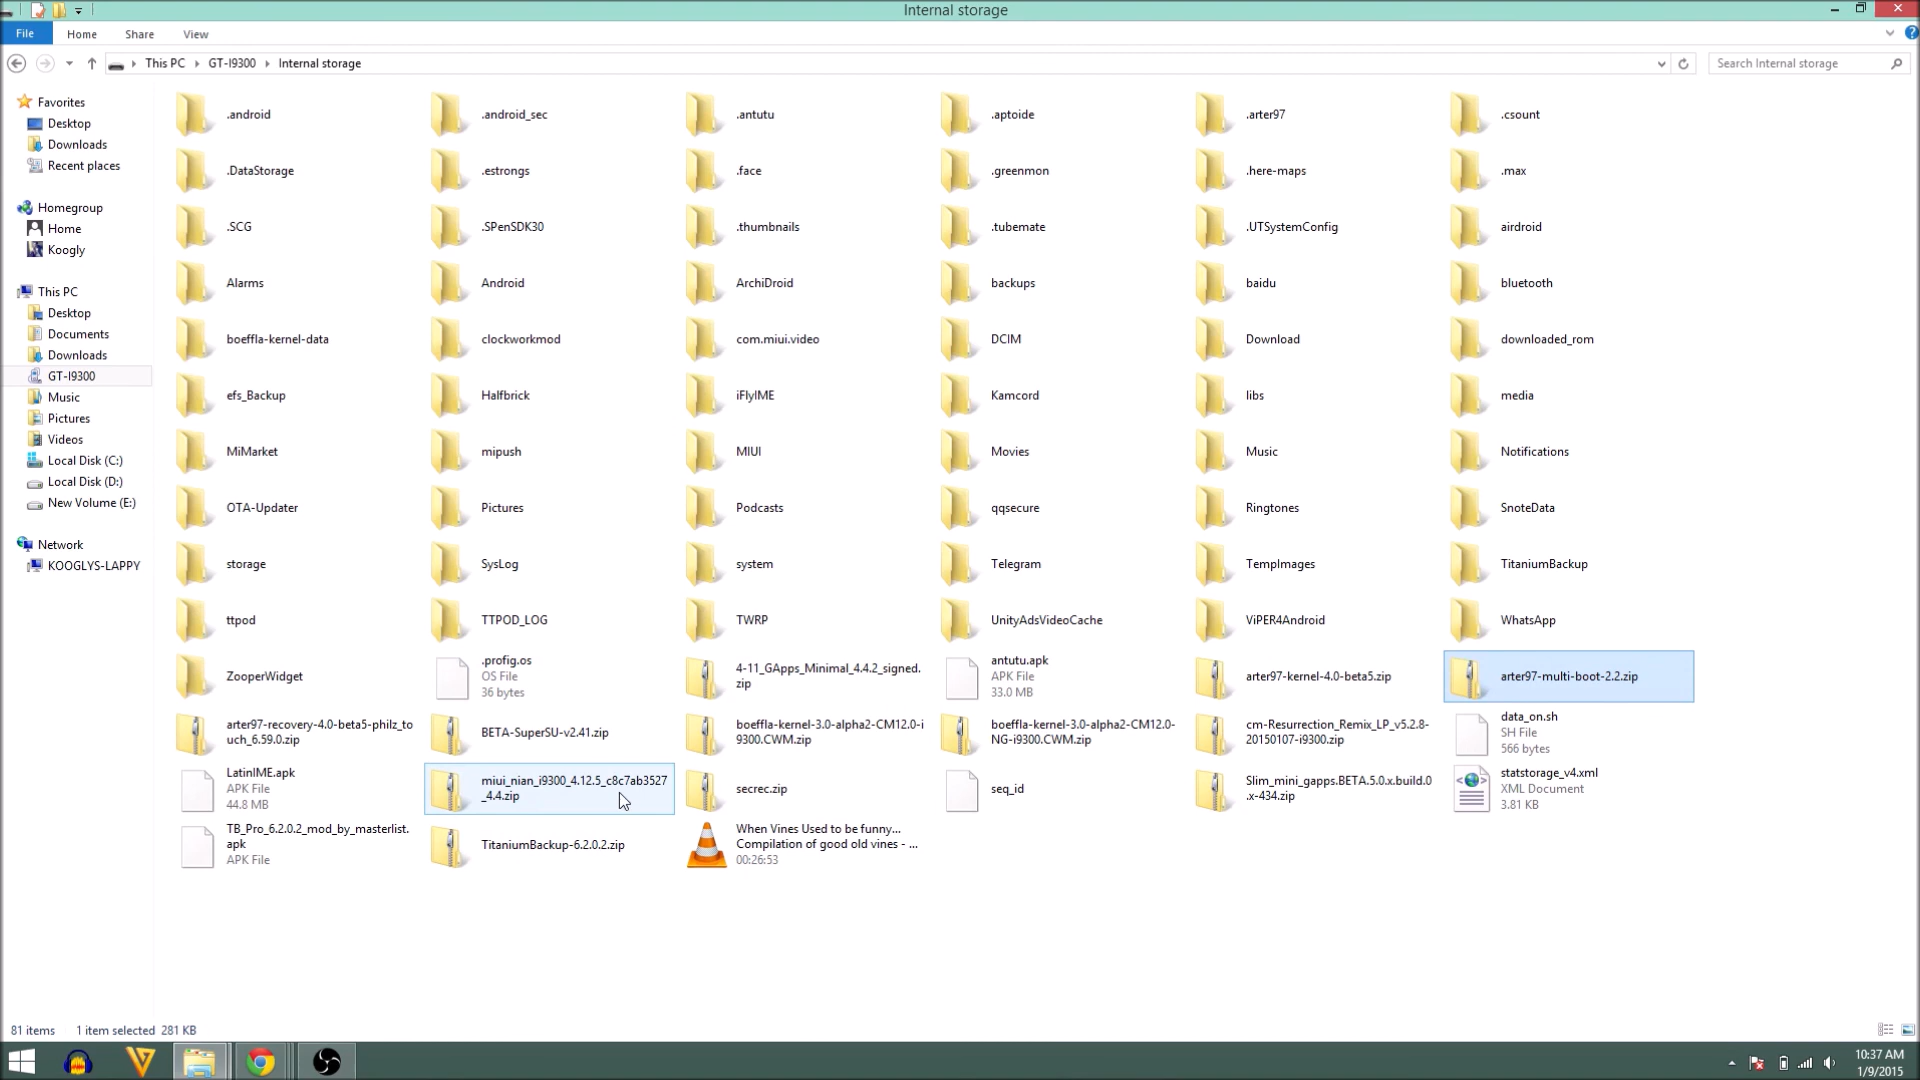 Internal storage
File
Home
Share
View
This PC
GT-I9300
Internal storage
Search Internal storage
Favorites
Desktop
Downloads
Recent places
Homegroup
Home
Koogly
This PC
Desktop
Documents
Downloads
GT-I9300
Music
Pictures
Videos
Local Disk (C:)
Local Disk (D:)
New Volume (E:)
Network
KOOGLYS-LAPPY
.android
.android_sec
.antutu
.aptoide
.arter97
.csount
.DataStorage
.estrongs
.face
.greenmon
.here-maps
.max
.SCG
.SPenSDK30
.thumbnails
.tubemate
.UTSystemConfig
airdroid
Alarms
Android
ArchiDroid
backups
baidu
bluetooth
boeffla-kernel-data
clockworkmod
com.miui.video
DCIM
Download
downloaded_rom
efs_Backup
Halfbrick
iFlyIME
Kamcord
libs
media
MiMarket
mipush
MIUI
Movies
Music
Notifications
OTA-Updater
Pictures
Podcasts
qqsecure
Ringtones
SnoteData
storage
SysLog
system
Telegram
TempImages
TitaniumBackup
ttpod
TTPOD_LOG
TWRP
UnityAdsVideoCache
ViPER4Android
WhatsApp
ZooperWidget
.profig.os
OS File
36 bytes
4-11_GApps_Minimal_4.4.2_signed.
zip
antutu.apk
APK File
33.0 MB
arter97-kernel-4.0-beta5.zip
arter97-multi-boot-2.2.zip
arter97-recovery-4.0-beta5-philz_to
uch_6.59.0.zip
BETA-SuperSU-v2.41.zip
boeffla-kernel-3.0-alpha2-CM12.0-i
9300.CWM.zip
boeffla-kernel-3.0-alpha2-CM12.0-
NG-i9300.CWM.zip
cm-Resurrection_Remix_LP_v5.2.8-
20150107-i9300.zip
data_on.sh
SH File
566 bytes
LatinIME.apk
APK File
44.8 MB
miui_nian_i9300_4.12.5_c8c7ab3527
_4.4.zip
secrec.zip
seq_id
Slim_mini_gapps.BETA.5.0.x.build.0
.x-434.zip
statstorage_v4.xml
XML Document
3.81 KB
TB_Pro_6.2.0.2_mod_by_masterlist.
apk
APK File
TitaniumBackup-6.2.0.2.zip
When Vines Used to be funny...
Compilation of good old vines - ...
00:26:53
81 items
1 item selected 281 KB
10:37 AM
1/9/2015